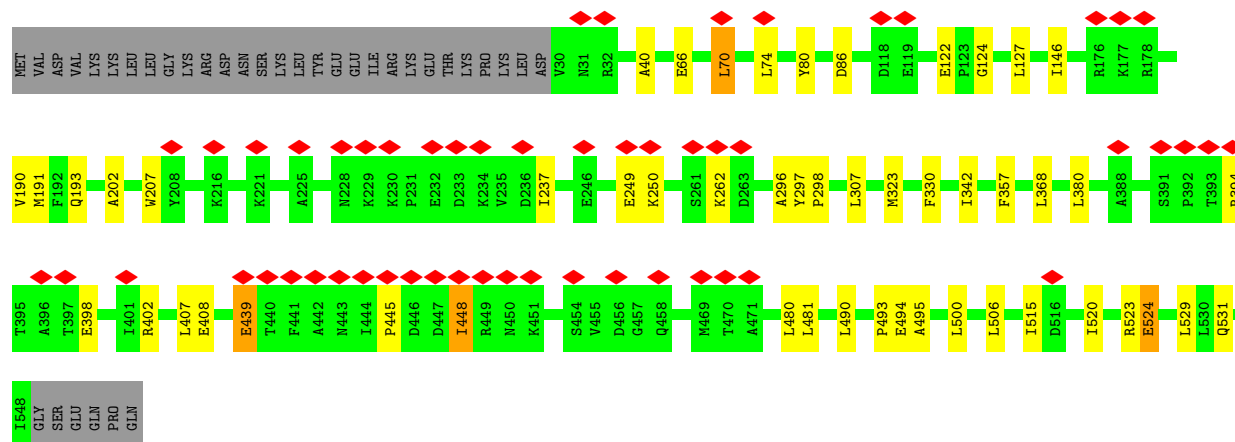 MET VAL ASP VAL LYS LYS LEU LEU GLY LYS ARG ASP ASN SER LYS LEU TYR GLU GLU ILE ARG LYS GLU THR LYS PRO LYS LEU ASP V30 N31 R32 A40 E66 L70 L74 Y80 D86 D118 E119 E122 P123 G124 L127 I146 R176 K177 R178
V190 M191 F192 Q193 A202 W207 Y208 K216 K221 A225 N228 K229 K230 P231 E232 D233 K234 V235 D236 I237 E246 E249 K250 S261 K262 D263 A296 Y297 P298 L307 M323 F330 I342 F357 L368 L380 A388 S391 P392 T393
T395 A396 T397 E398 I401 R402 L407 E408 E439 T440 F441 A442 N443 I444 P445 D446 D447 I448 R449 N450 K451 S454 V455 D456 G457 Q458 M469 T470 A471 L480 L481 L490 P493 E494 A495 L500 L506 I515 D516 I520 R523 E524 L529 L530 Q531
I548 GLY SER GLU GLN PRO GLN